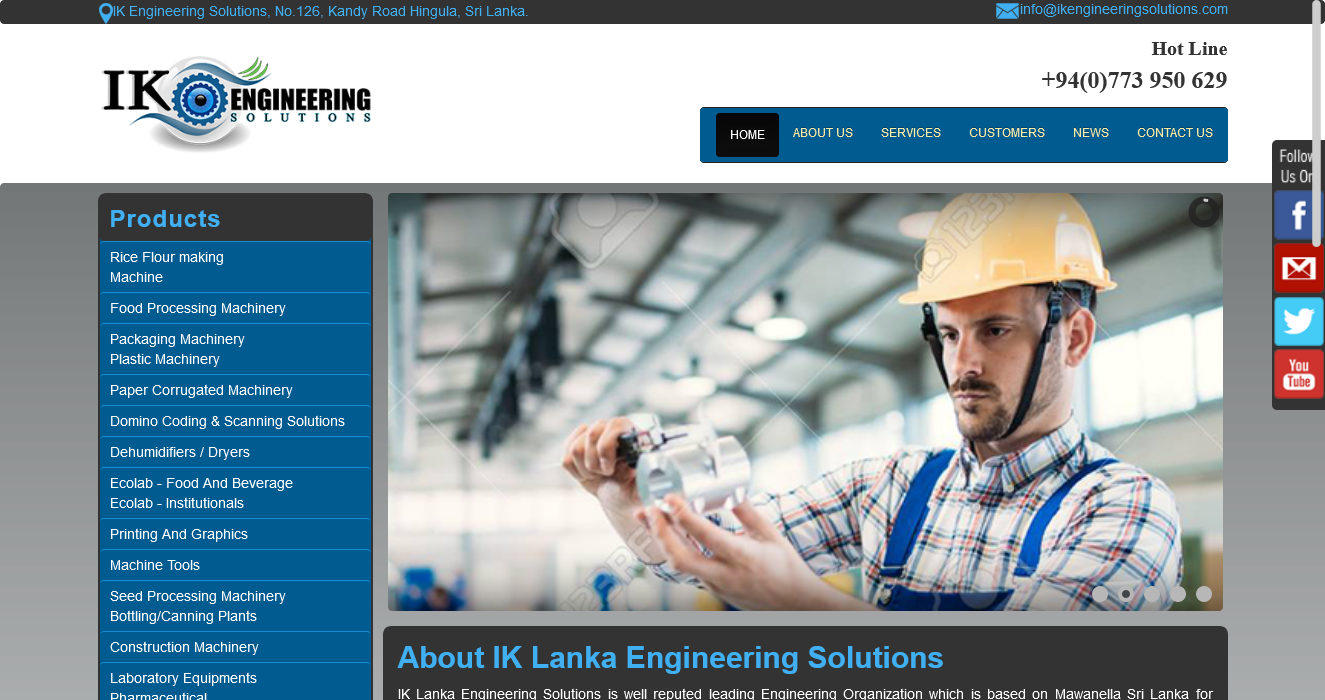 IK Engineering Solutions, No.126, Kandy Road Hingula, Sri Lanka.
info@ikengineeringsolutions.com
Hot Line
+94(0)773 950 629
IK ENGINEERING
SOLUTIONS
HOME
ABOUT US
SERVICES
CUSTOMERS
NEWS
CONTACT US
Follow
Us On
Products
Rice Flour making
Machine
Food Processing Machinery
Packaging Machinery
Plastic Machinery
Paper Corrugated Machinery
Domino Coding & Scanning Solutions
Dehumidifiers / Dryers
Ecolab - Food And Beverage
Ecolab - Institutionals
Printing And Graphics
Machine Tools
Seed Processing Machinery
Bottling/Canning Plants
Construction Machinery
Laboratory Equipments
Pharmaceutical
You
Tube
About IK Lanka Engineering Solutions
IK Lanka Engineering Solutions is well reputed leading Engineering Organization which is based on Mawanella Sri Lanka for